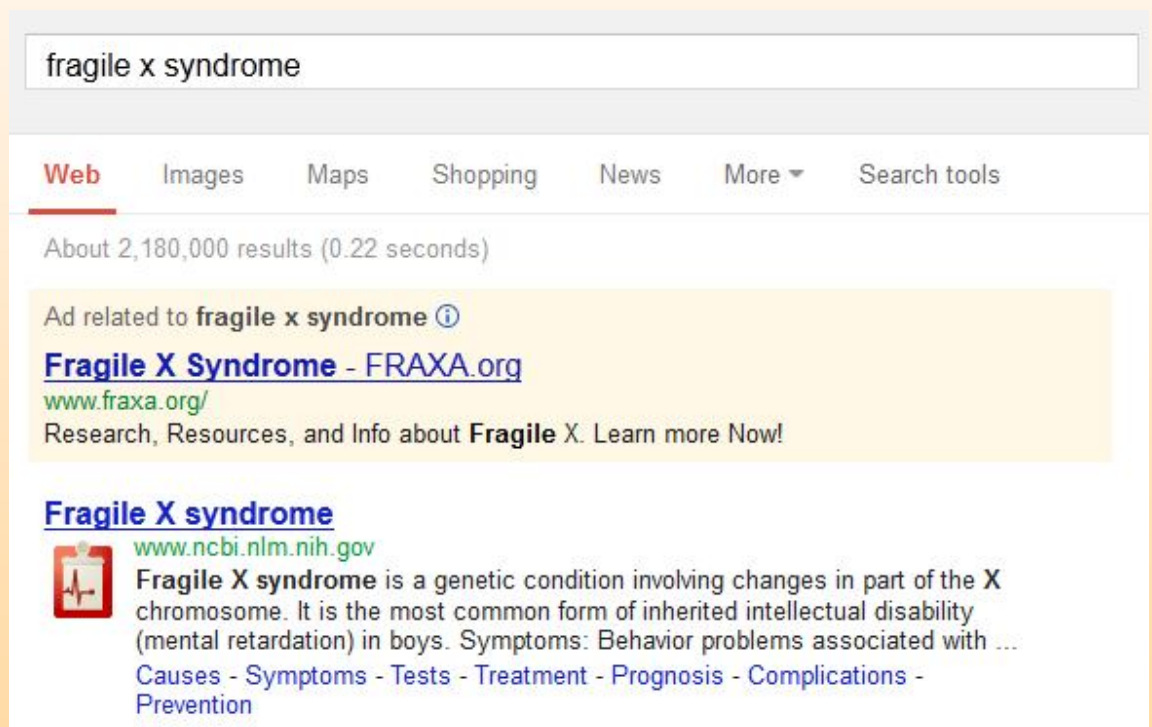 fragile x syndrome
Web Images Maps Shopping News More Search tools
About 2,180,000 results (0.22 seconds)
Ad related to fragile x syndrome
Fragile X Syndrome - FRAXA.org
www.fraxa.org/
Research, Resources, and Info about Fragile X. Learn more Now!
Fragile X syndrome
www.ncbi.nlm.nih.gov
Fragile X syndrome is a genetic condition involving changes in part of the X
chromosome. It is the most common form of inherited intellectual disability
(mental retardation) in boys. Symptoms: Behavior problems associated with ...
Causes - Symptoms - Tests - Treatment - Prognosis - Complications -
Prevention